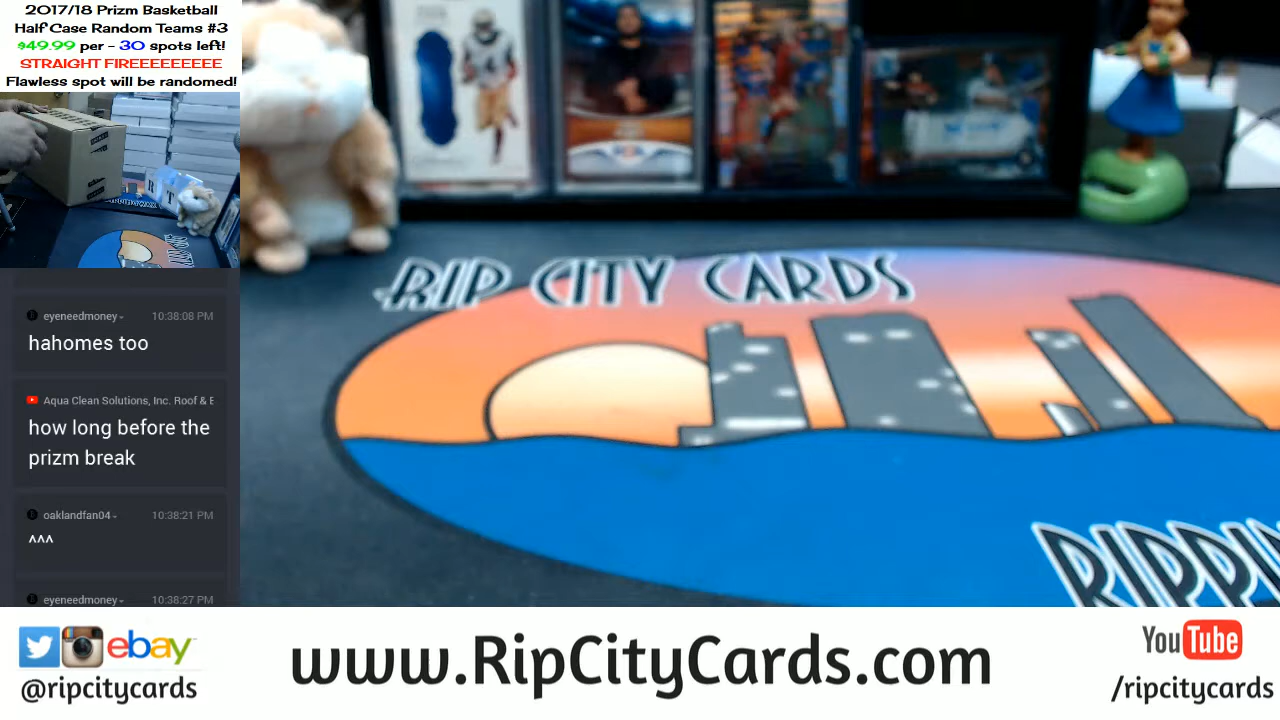 2017/18 Prizm Basketball
Half Case Random Teams #3
$49.99 per - 30 spots left!
STRAIGHT FIREEEEEEEEE
Flawless spot will be randomed!
eyeneedmoney 10:38:08 PM
hahomes too
Aqua Clean Solutions, Inc. Roof & E
how long before the
prizm break
oaklandfan04 10:38:21 PM
^^^
eyeneedmoney 10:38:27 PM
RIP CITY CARDS
RIPPIN
ebay
@ripcitycards
www.RipCityCards.com
YouTube
/ripcitycards